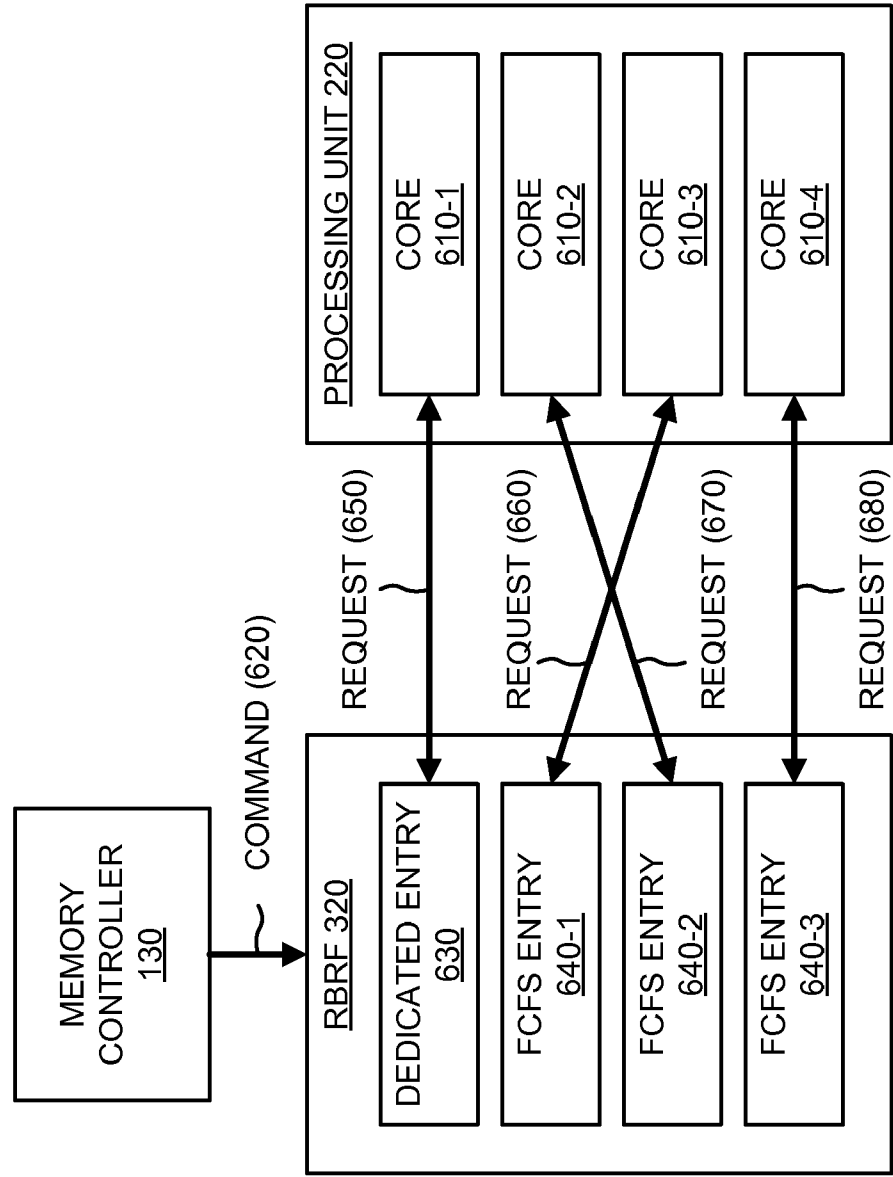 MEMORY
CONTROLLER
130
COMMAND (620)
RBRF 320
DEDICATED ENTRY
630
FCFS ENTRY
640-1
FCFS ENTRY
640-2
FCFS ENTRY
640-3
REQUEST (650)
REQUEST (660)
REQUEST (670)
REQUEST (680)
PROCESSING UNIT 220
CORE
610-1
CORE
610-2
CORE
610-3
CORE
610-4